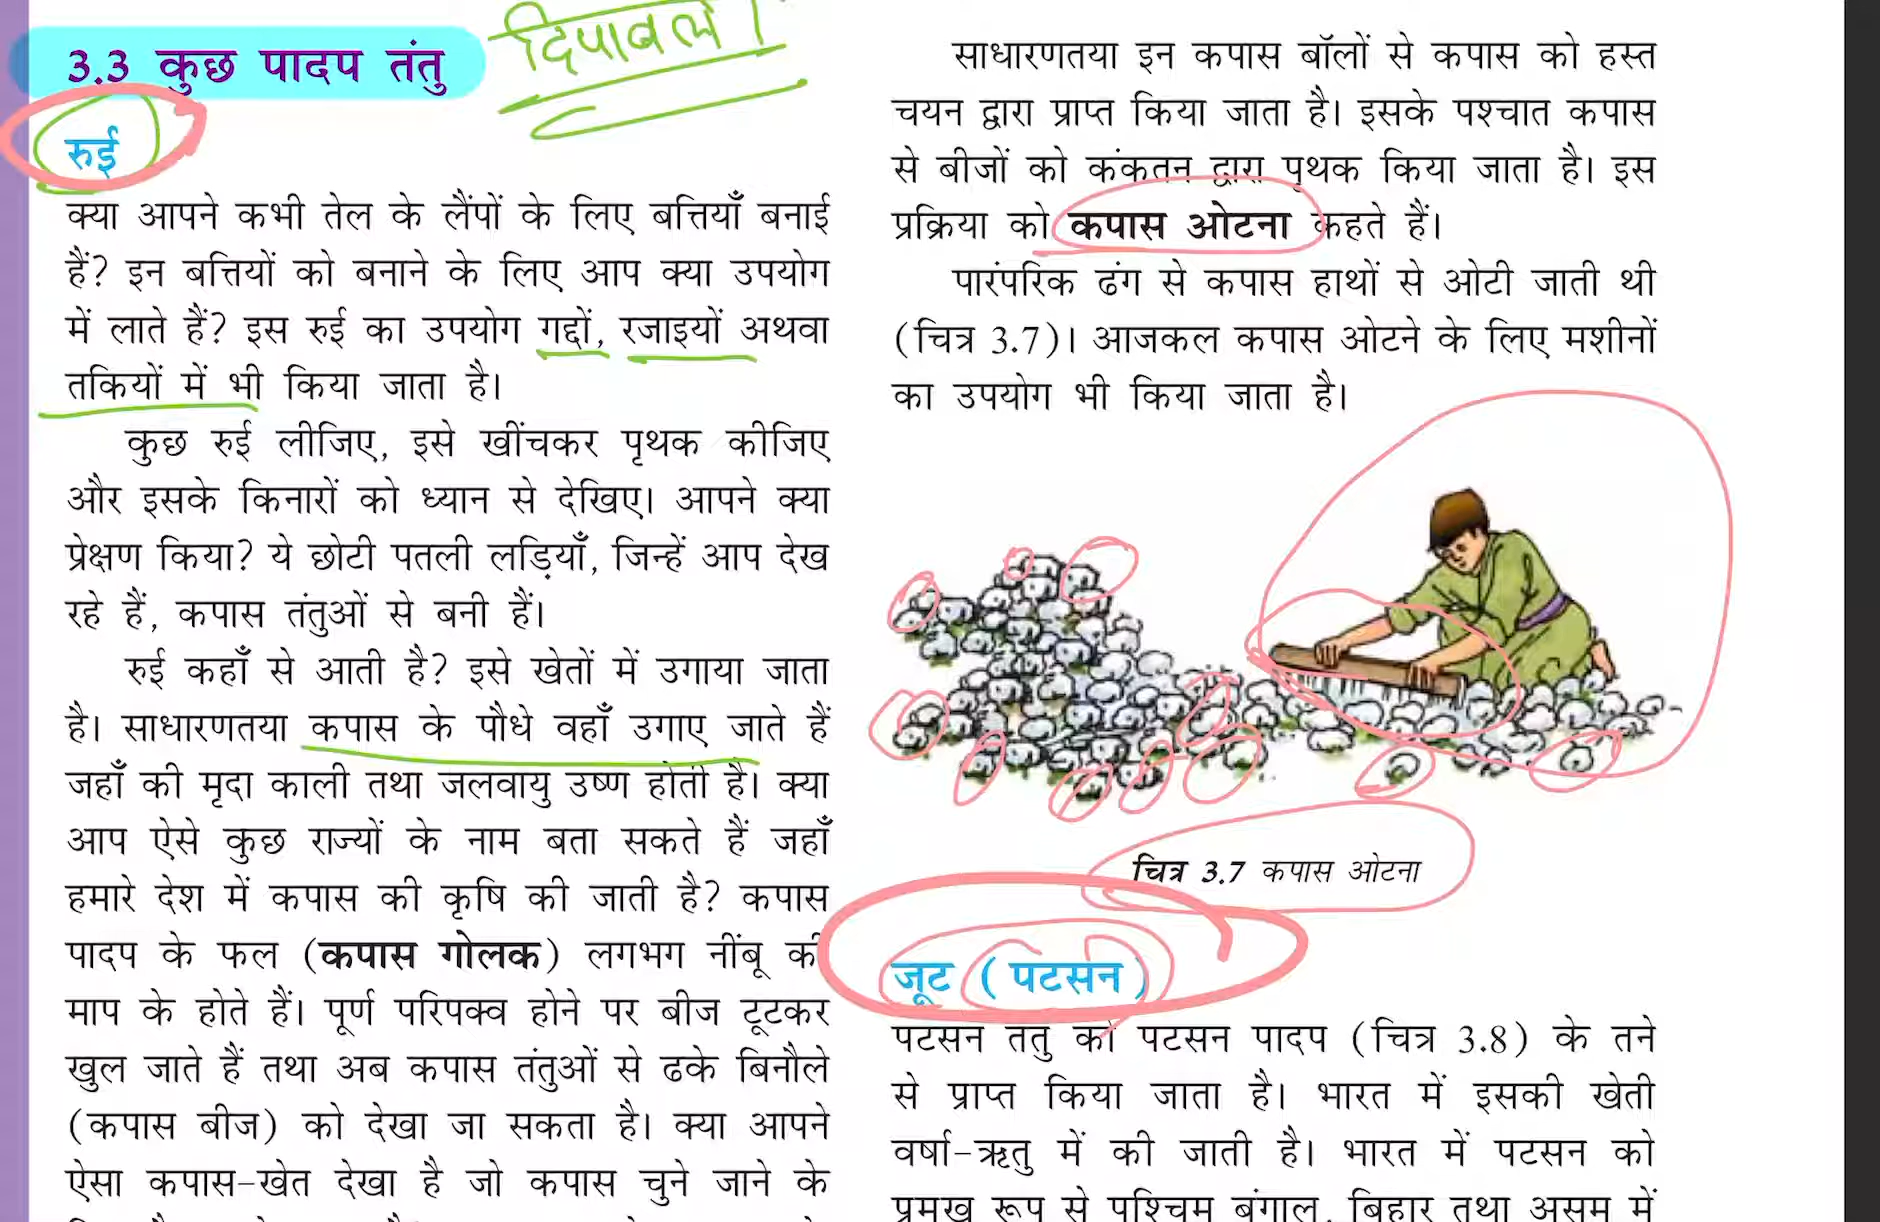 3.3 कुछ पादप तंतु
रुई
क्या आपने कभी तेल के लैंपों के लिए बत्तियाँ बनाई
हैं? इन बत्तियों को बनाने के लिए आप क्या उपयोग
में लाते हैं? इस रुई का उपयोग गद्दों, रजाइयों अथवा
तकियों में भी किया जाता है।
कुछ रुई लीजिए, इसे खींचकर पृथक कीजिए
और इसके किनारों को ध्यान से देखिए। आपने क्या
प्रेक्षण किया? ये छोटी पतली लड़ियाँ, जिन्हें आप देख
रहे हैं, कपास तंतुओं से बनी हैं।
रुई कहाँ से आती है? इसे खेतों में उगाया जाता
है। साधारणतया कपास के पौधे वहाँ उगाए जाते हैं
जहाँ की मृदा काली तथा जलवायु उष्ण होती है। क्या
आप ऐसे कुछ राज्यों के नाम बता सकते हैं जहाँ
हमारे देश में कपास की कृषि की जाती है? कपास
पादप के फल (कपास गोलक) लगभग नींबू की
माप के होते हैं। पूर्ण परिपक्व होने पर बीज टूटकर
खुल जाते हैं तथा अब कपास तंतुओं से ढके बिनौले
(कपास बीज) को देखा जा सकता है। क्या आपने
ऐसा कपास-खेत देखा है जो कपास चुने जाने के
साधारणतया इन कपास बॉलों से कपास को हस्त
चयन द्वारा प्राप्त किया जाता है। इसके पश्चात कपास
से बीजों को कंकतन द्वारा पृथक किया जाता है। इस
प्रक्रिया को कपास ओटना कहते हैं।
पारंपरिक ढंग से कपास हाथों से ओटी जाती थी
(चित्र 3.7)। आजकल कपास ओटने के लिए मशीनों
का उपयोग भी किया जाता है।
चित्र 3.7 कपास ओटना
जूट (पटसन)
पटसन तंतु को पटसन पादप (चित्र 3.8) के तने
से प्राप्त किया जाता है। भारत में इसकी खेती
वर्षा-ऋतु में की जाती है। भारत में पटसन को
प्रमुख रूप से पश्चिम बंगाल, बिहार तथा असम में